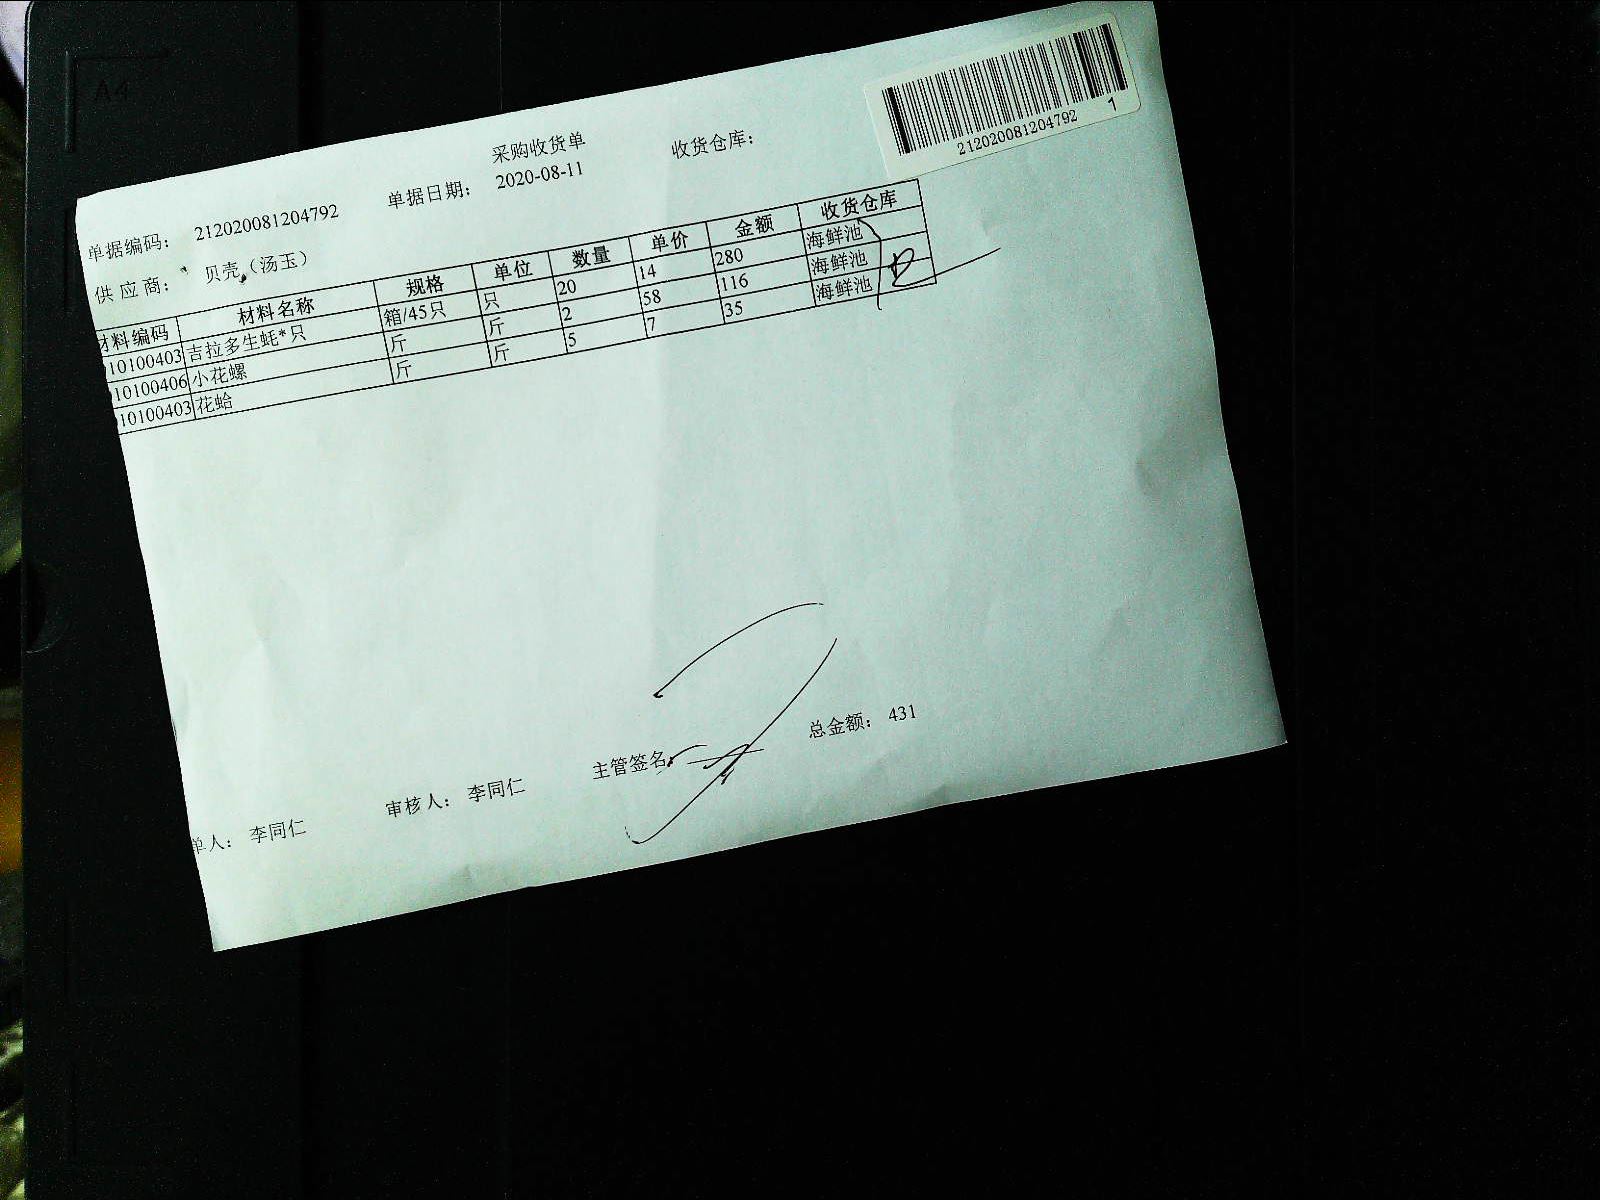 A4
212020081204792
1
采购收货单
单据编码： 212020081204792 单据日期： 2020-08-11 收货仓库：
供 应 商： 贝壳（汤玉）
材料编码 材料名称 规格 单位 数量 单价 金额 收货仓库
10100403 吉拉多生蚝*只 箱/45只 只 20 14 280 海鲜池
10100406 小花螺 斤 斤 2 58 116 海鲜池
10100403 花蛤 斤 斤 5 7 35 海鲜池
单人： 李同仁 审核人： 李同仁 主管签名 总金额： 431